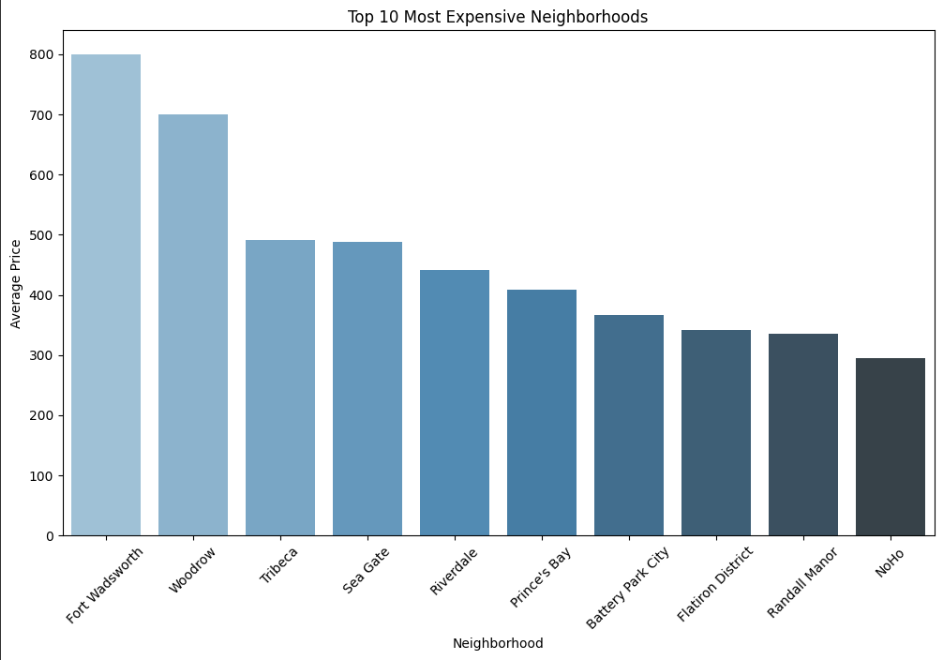 Top 10 Most Expensive Neighborhoods
Average Price
800
700
600
500
400
300
200
100
0
Fort Wadsworth
Woodrow
Tribeca
Sea Gate
Riverdale
Prince's Bay
Battery Park City
Flatiron District
Randall Manor
NoHo
Neighborhood